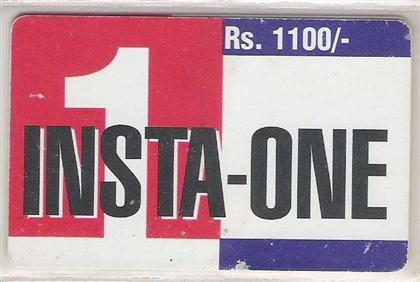 Rs. 1100/-
1
INSTA-ONE